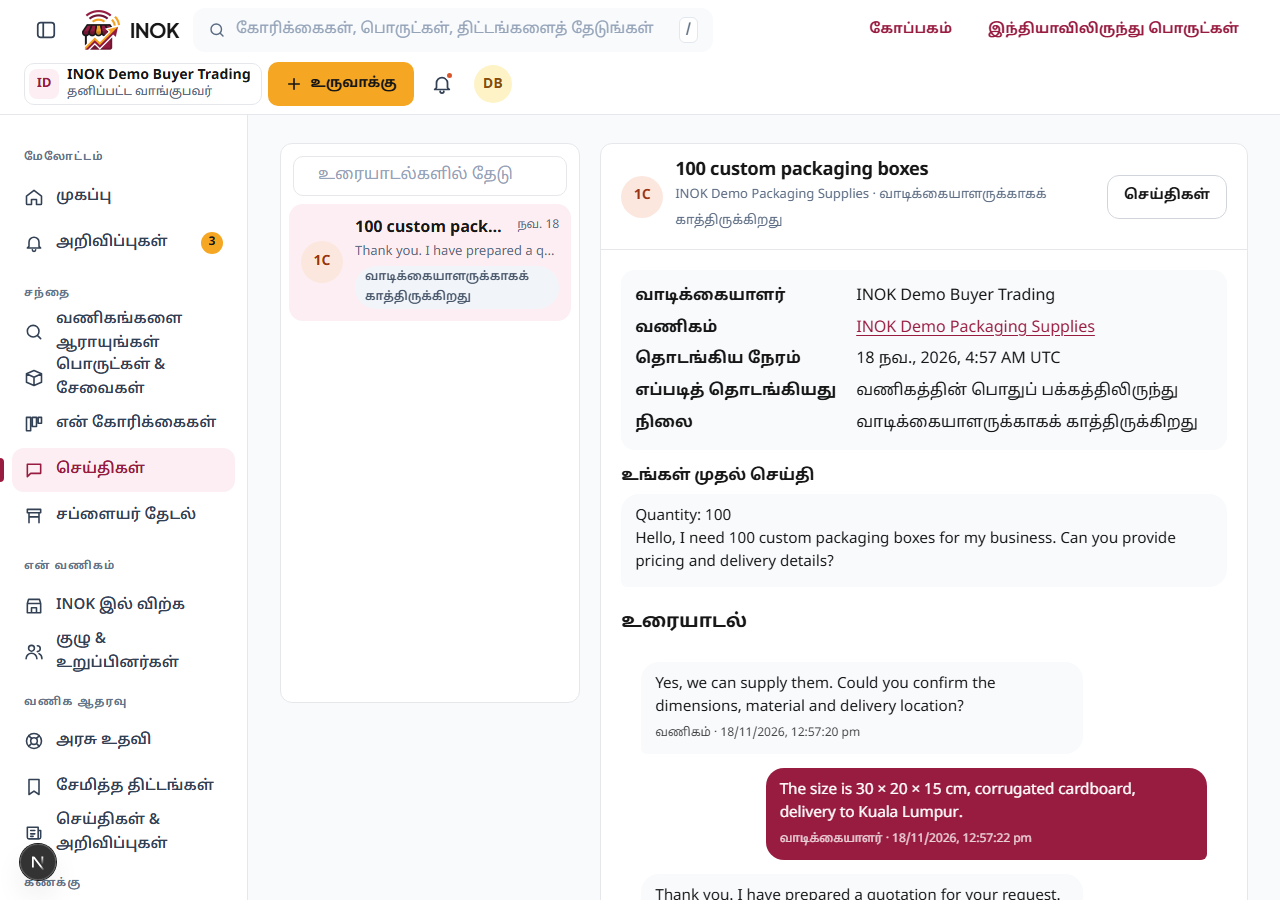 INOK
கோரிக்கைகள், பொருட்கள், திட்டங்களைத் தேடுங்கள்
/
கோப்பகம்
இந்தியாவிலிருந்து பொருட்கள்
ID
INOK Demo Buyer Trading
தனிப்பட்ட வாங்குபவர்
+ உருவாக்கு
DB
மேலோட்டம்
முகப்பு
அறிவிப்புகள்
3
சந்தை
வணிகங்களை
ஆராயுங்கள்
பொருட்கள் &
சேவைகள்
என் கோரிக்கைகள்
செய்திகள்
சப்ளையர் தேடல்
என் வணிகம்
INOK இல் விற்க
குழு &
உறுப்பினர்கள்
வணிக ஆதரவு
அரசு உதவி
சேமித்த திட்டங்கள்
செய்திகள் &
அறிவிப்புகள்
N
கணக்கு
உரையாடல்களில் தேடு
1C
100 custom pack...
நவ. 18
Thank you. I have prepared a q...
வாடிக்கையாளருக்காகக்
காத்திருக்கிறது
1C
100 custom packaging boxes
INOK Demo Packaging Supplies · வாடிக்கையாளருக்காகக்
காத்திருக்கிறது
செய்திகள்
வாடிக்கையாளர் INOK Demo Buyer Trading
வணிகம் INOK Demo Packaging Supplies
தொடங்கிய நேரம் 18 நவ., 2026, 4:57 AM UTC
எப்படித் தொடங்கியது வணிகத்தின் பொதுப் பக்கத்திலிருந்து
நிலை வாடிக்கையாளருக்காகக் காத்திருக்கிறது
உங்கள் முதல் செய்தி
Quantity: 100
Hello, I need 100 custom packaging boxes for my business. Can you provide
pricing and delivery details?
உரையாடல்
Yes, we can supply them. Could you confirm the
dimensions, material and delivery location?
வணிகம் · 18/11/2026, 12:57:20 pm
The size is 30 × 20 × 15 cm, corrugated cardboard,
delivery to Kuala Lumpur.
வாடிக்கையாளர் · 18/11/2026, 12:57:22 pm
Thank you. I have prepared a quotation for your request.